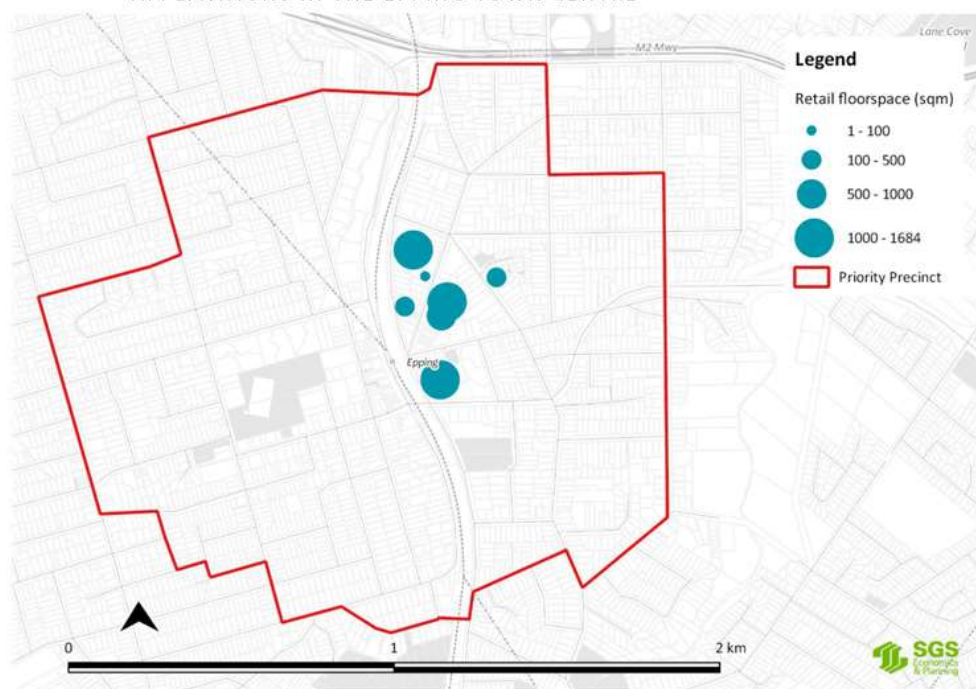 M2 Mwy
Lane Cove
Legend
Retail floorspace (sqm)
1 - 100
100 - 500
500 - 1000
1000 - 1684
Priority Precinct
Epping
0
1
2 km
SGS
Economics
& Planning